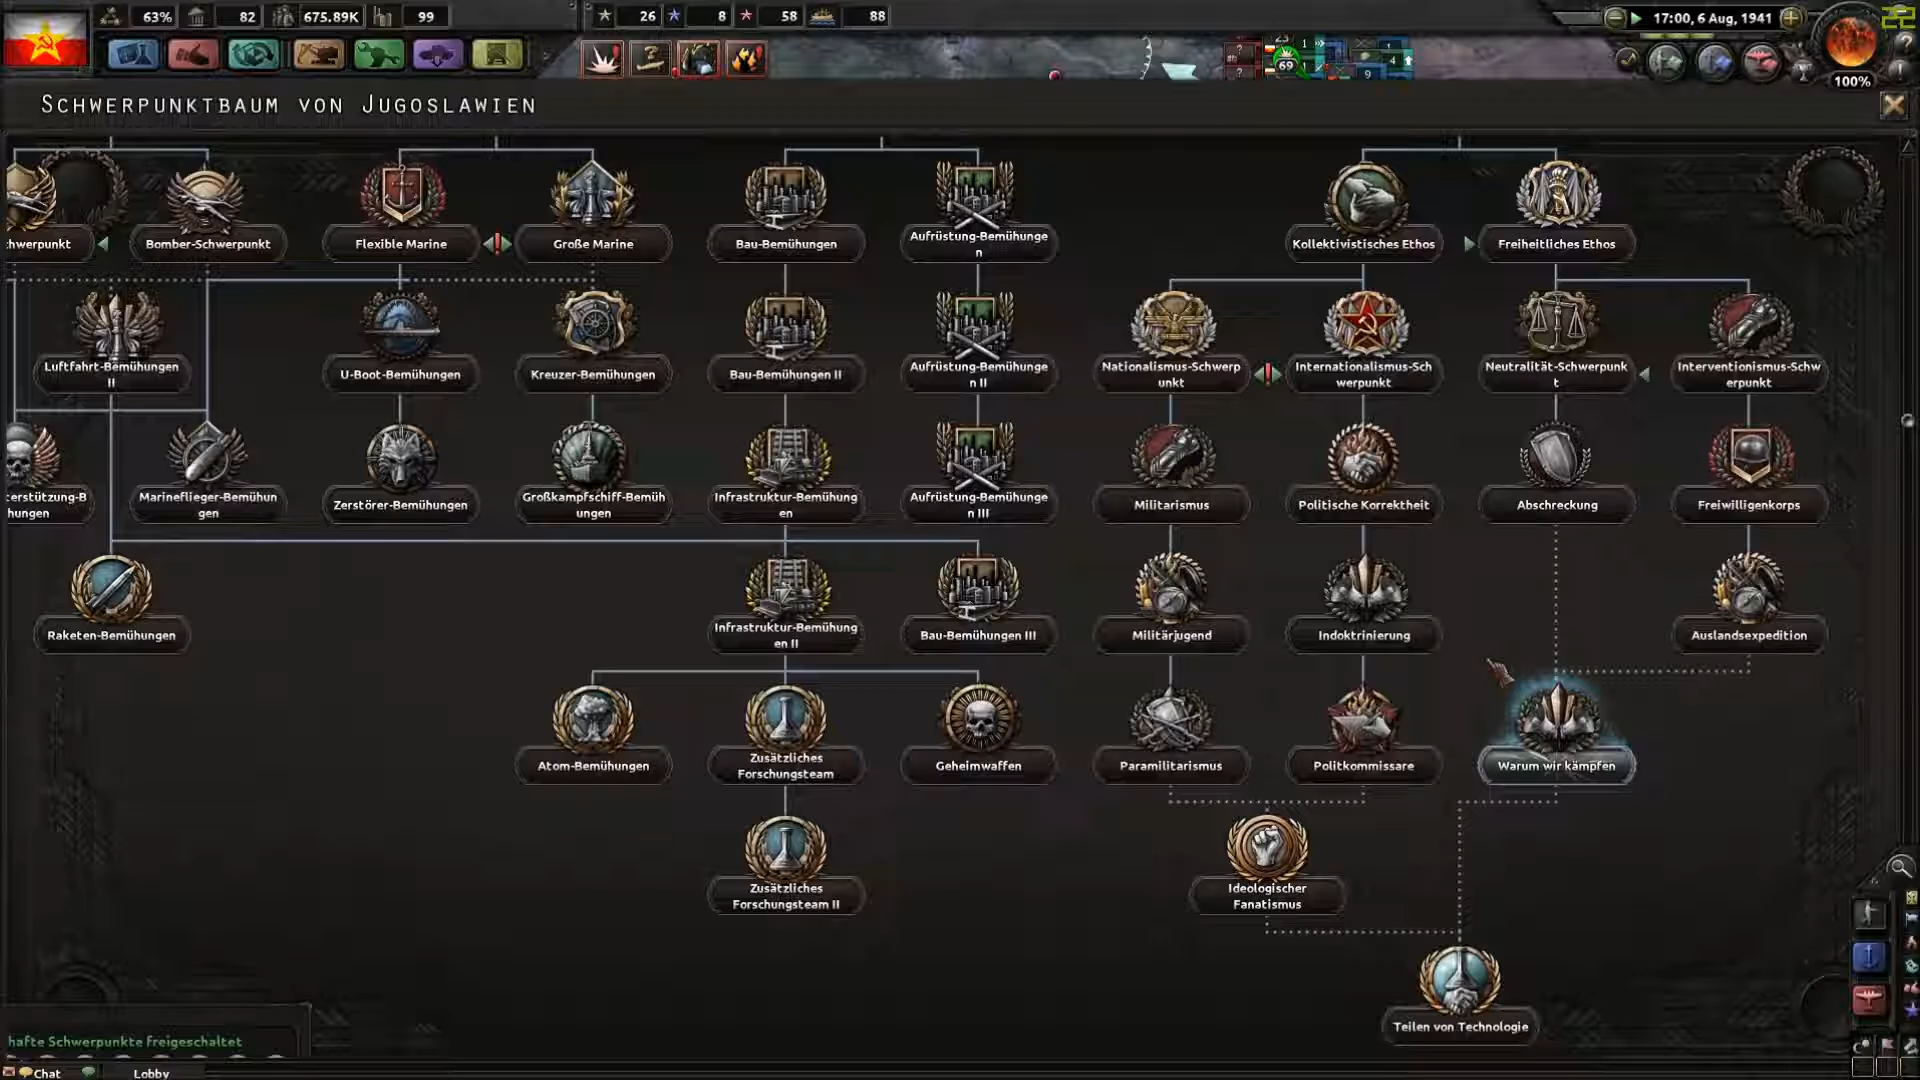 63%
82
675.89K
99
26
8
58
88
17:00, 6 Aug, 1941
22
69
100%
Schwerpunktbaum von Jugoslawien
chwerpunkt
Bomber-Schwerpunkt
Flexible Marine
Große Marine
Bau-Bemühungen
Aufrüstung-Bemühunge
n
Kollektivistisches Ethos
Freiheitliches Ethos
Luftfahrt-Bemühungen
II
U-Boot-Bemühungen
Kreuzer-Bemühungen
Bau-Bemühungen II
Aufrüstung-Bemühunge
n II
Nationalismus-Schwerp
unkt
Internationalismus-Sch
werpunkt
Neutralität-Schwerpunk
t
Interventionismus-Schw
erpunkt
terstützung-B
hungen
Marineflieger-Bemühun
gen
Zerstörer-Bemühungen
Großkampfschiff-Bemüh
ungen
Infrastruktur-Bemühung
en
Aufrüstung-Bemühunge
n III
Militarismus
Politische Korrektheit
Abschreckung
Freiwilligenkorps
Raketen-Bemühungen
Infrastruktur-Bemühung
en II
Bau-Bemühungen III
Militärjugend
Indoktrinierung
Auslandsexpedition
Atom-Bemühungen
Zusätzliches
Forschungsteam
Geheimwaffen
Paramilitarismus
Politkommissare
Warum wir kämpfen
Zusätzliches
Forschungsteam II
Ideologischer
Fanatismus
Teilen von Technologie
hafte Schwerpunkte freigeschaltet
Chat
Lobby